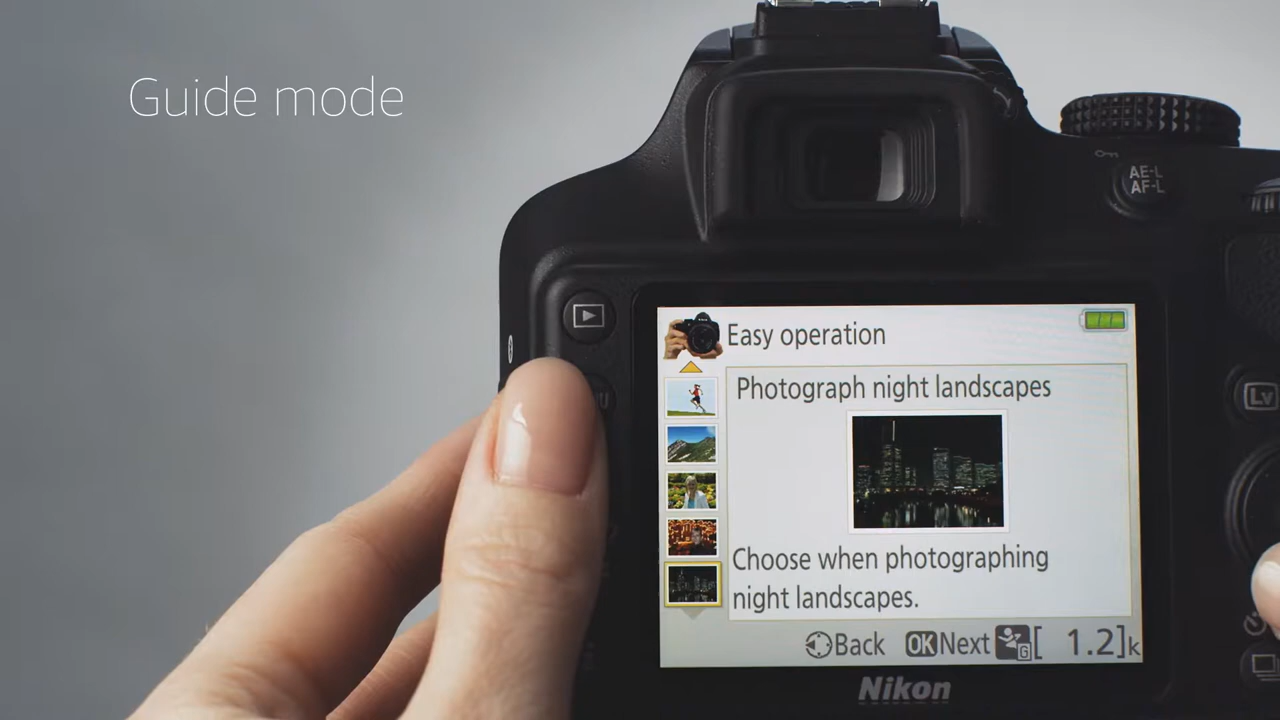 Guide mode
AE-L
AF-L
Easy operation
Photograph night landscapes
Lv
Choose when photographing
night landscapes.
Back OK Next G [ 1.2]k
Nikon